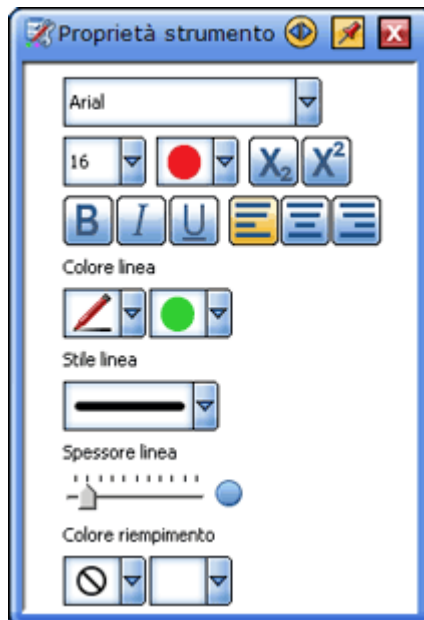 Proprietà strumento
Arial
16
X₂ X²
B I U
Colore linea
Stile linea
Spessore linea
Colore riempimento